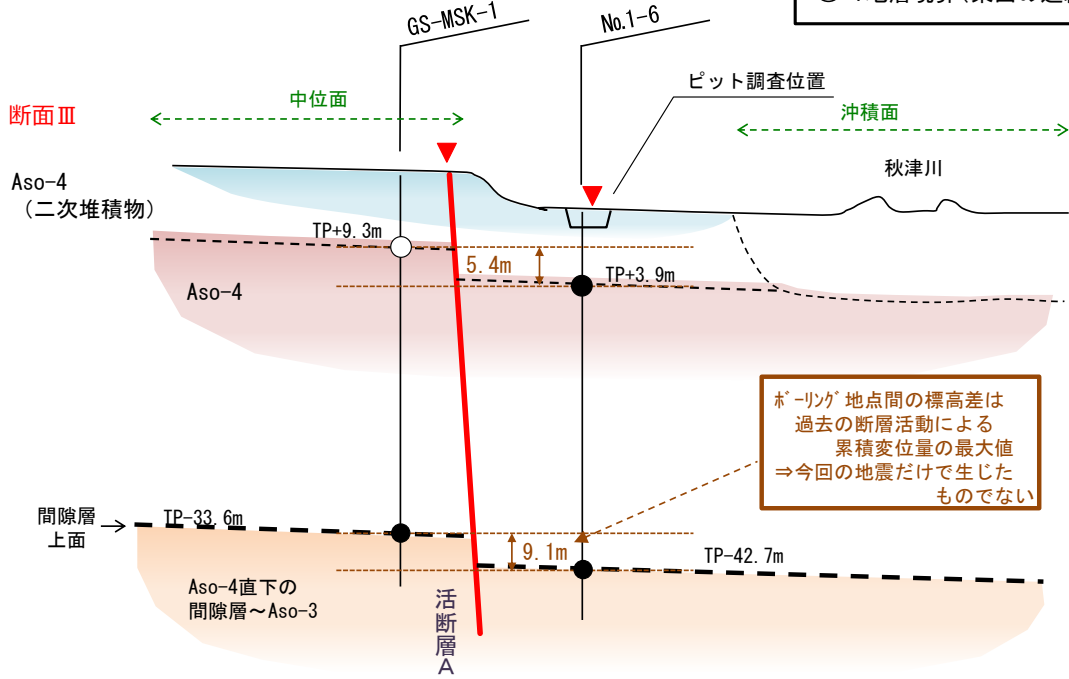 GS-MSK-1
No.1-6
ピット調査位置
断面Ⅲ
中位面
沖積面
秋津川
Aso-4
（二次堆積物）
TP+9.3m
5.4m
TP+3.9m
Aso-4
ﾎﾞｰﾘﾝｸﾞ地点間の標高差は
過去の断層活動による
累積変位量の最大値
⇒今回の地震だけで生じた
ものでない
間隙層
上面
TP-33.6m
9.1m
TP-42.7m
Aso-4直下の
間隙層～Aso-3
活断層A